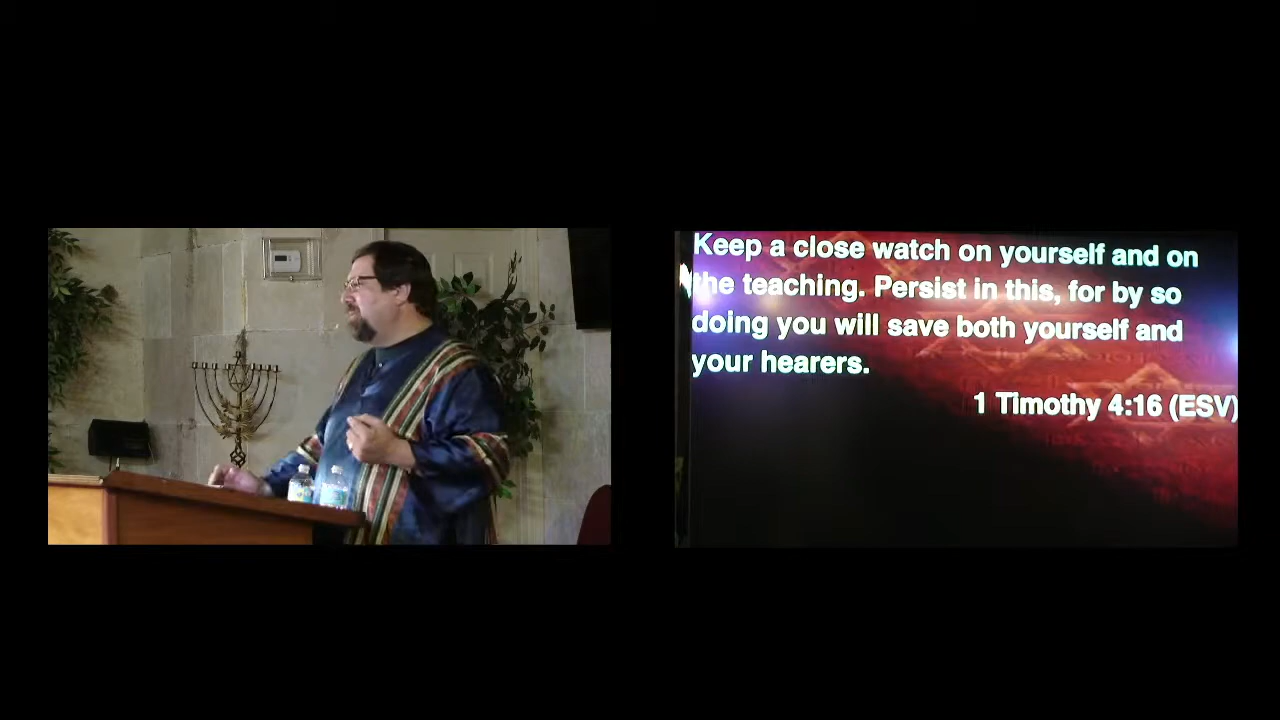 Keep a close watch on yourself and on
the teaching. Persist in this, for by so
doing you will save both yourself and
your hearers.
1 Timothy 4:16 (ESV)